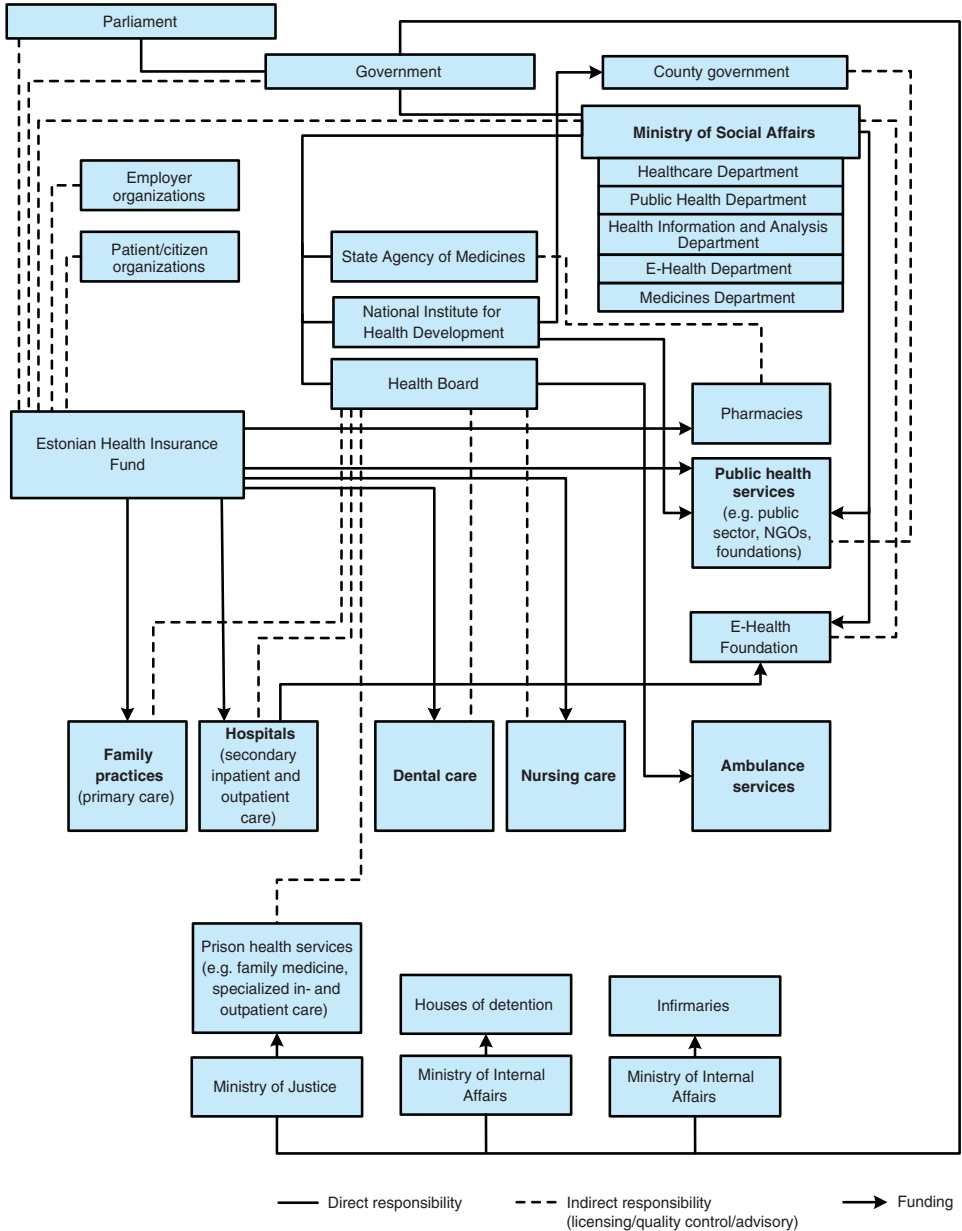 Parliament
Government
County government
Ministry of Social Affairs
Healthcare Department
Public Health Department
Health Information and Analysis
Department
E-Health Department
Medicines Department
Employer
organizations
Patient/citizen
organizations
State Agency of Medicines
National Institute for
Health Development
Health Board
Pharmacies
Estonian Health Insurance
Fund
Public health
services
(e.g. public
sector, NGOs,
foundations)
E-Health
Foundation
Family
practices
(primary care)
Hospitals
(secondary
inpatient and
outpatient
care)
Dental care
Nursing care
Ambulance
services
Prison health services
(e.g. family medicine,
specialized in- and
outpatient care)
Houses of detention
Infirmaries
Ministry of Justice
Ministry of Internal
Affairs
Ministry of Internal
Affairs
Direct responsibility
Indirect responsibility
(licensing/quality control/advisory)
Funding